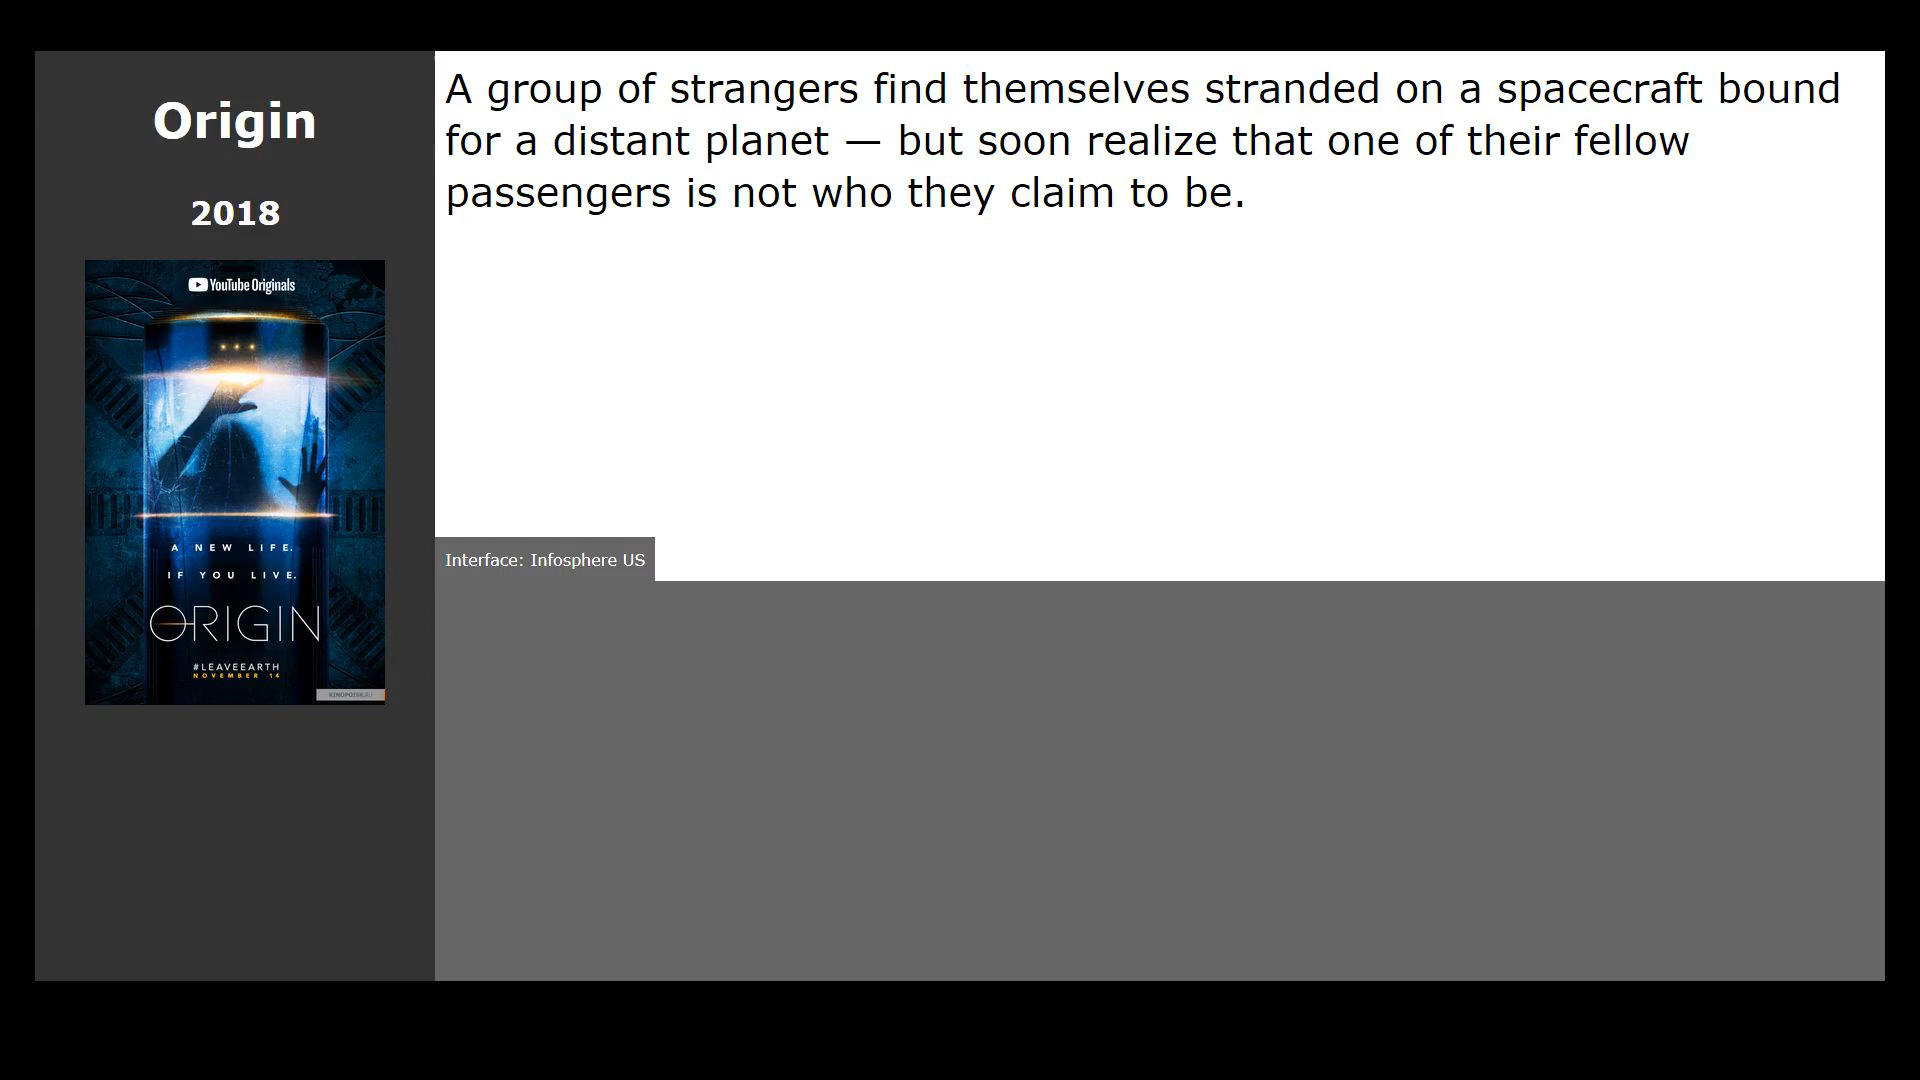 Origin
2018
YouTube Originals
A NEW LIFE.
IF YOU LIVE.
ORIGIN
#LEAVEEARTH
NOVEMBER 14
KINOPOISK.RU
A group of strangers find themselves stranded on a spacecraft bound
for a distant planet — but soon realize that one of their fellow
passengers is not who they claim to be.
Interface: Infosphere US